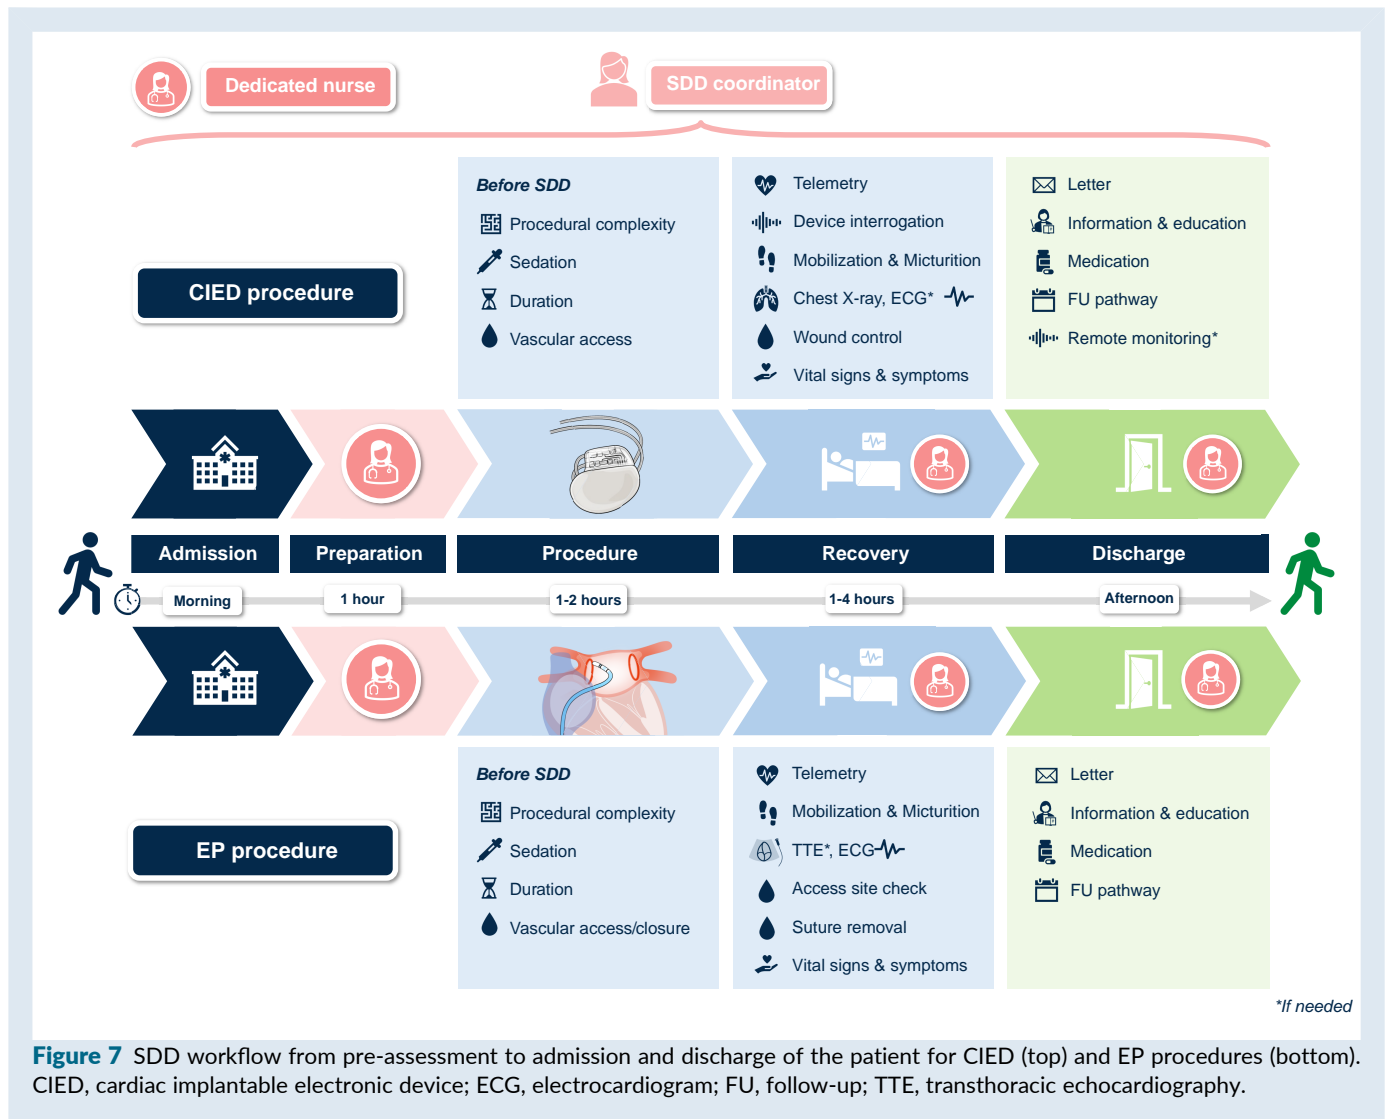 Dedicated nurse
SDD coordinator
Before SDD
Procedural complexity
Sedation
Duration
Vascular access
Telemetry
Device interrogation
Mobilization & Micturition
Chest X-ray, ECG*
Wound control
Vital signs & symptoms
Letter
Information & education
Medication
FU pathway
Remote monitoring*
CIED procedure
Admission
Preparation
Procedure
Recovery
Discharge
Morning
1 hour
1-2 hours
1-4 hours
Afternoon
EP procedure
Before SDD
Procedural complexity
Sedation
Duration
Vascular access/closure
Telemetry
Mobilization & Micturition
TTE*, ECG
Access site check
Suture removal
Vital signs & symptoms
Letter
Information & education
Medication
FU pathway
*If needed
Figure 7 SDD workflow from pre-assessment to admission and discharge of the patient for CIED (top) and EP procedures (bottom).
CIED, cardiac implantable electronic device; ECG, electrocardiogram; FU, follow-up; TTE, transthoracic echocardiography.